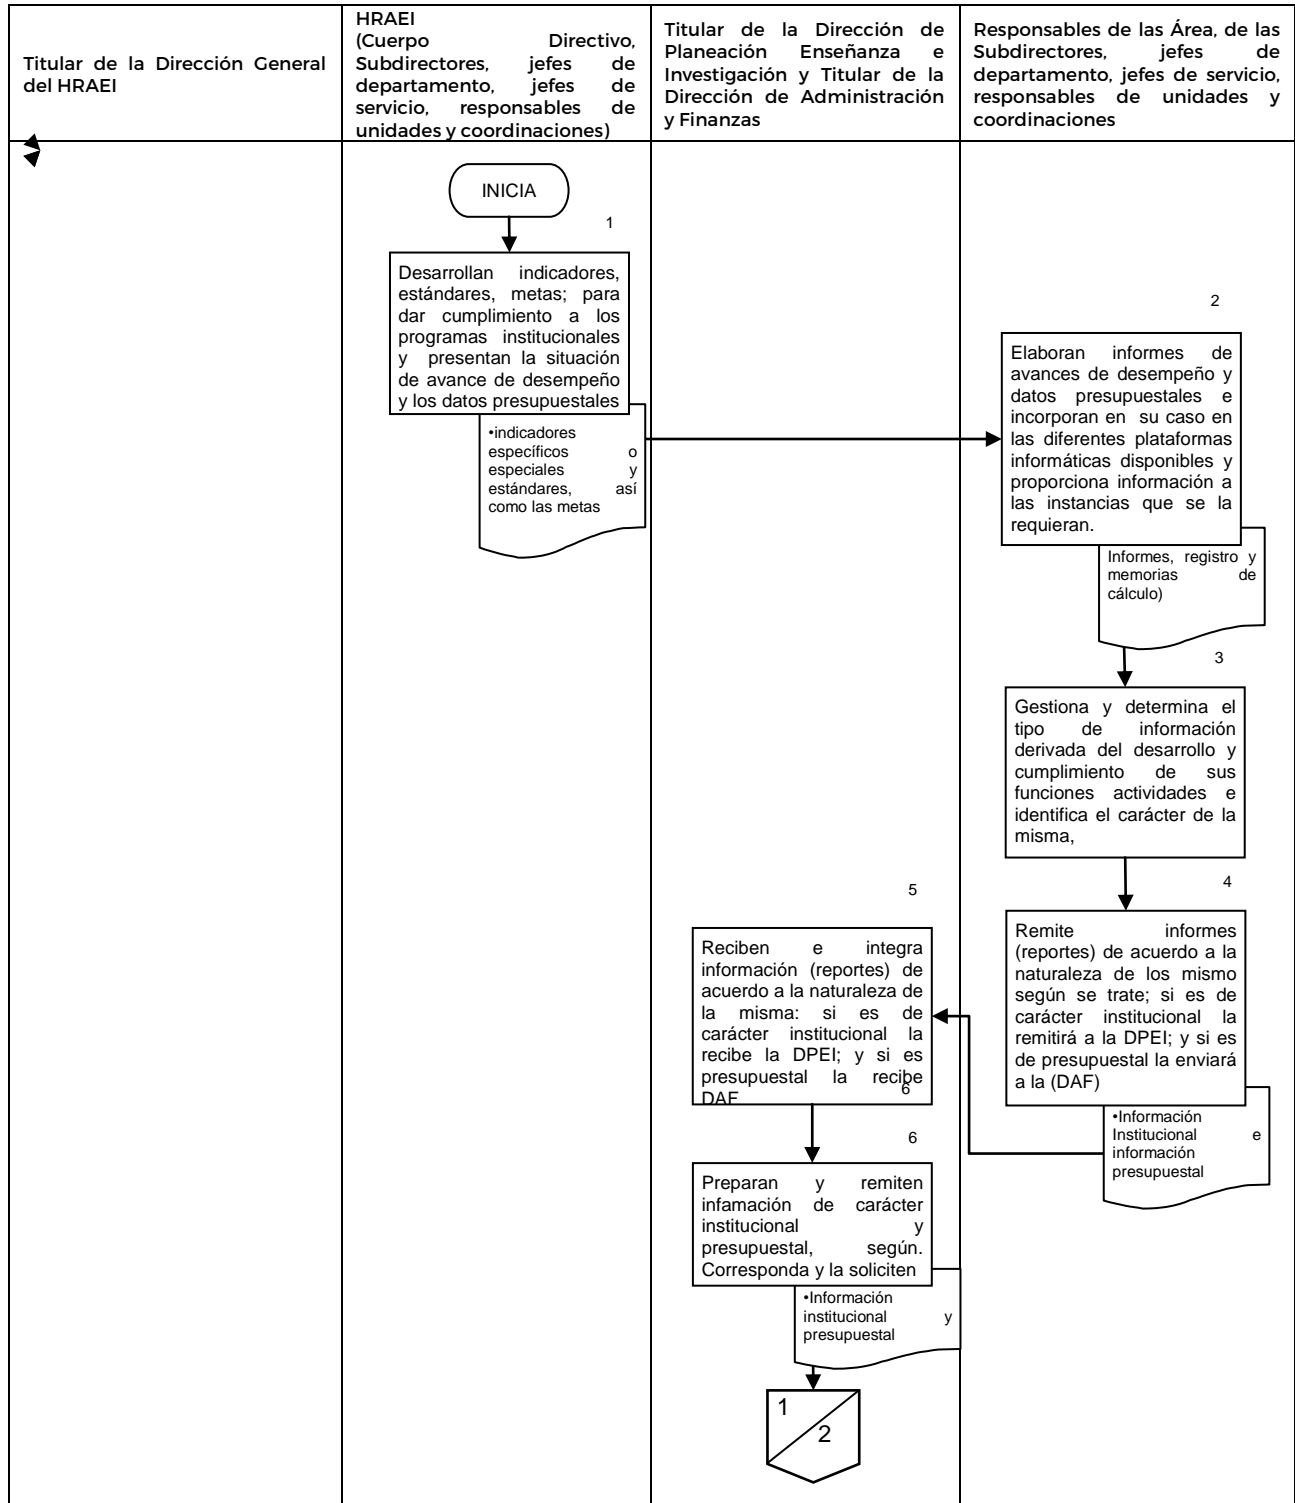 Titular de la Dirección General
del HRAEI
HRAEI
(Cuerpo Directivo,
Subdirectores, jefes de
departamento, jefes de
servicio, responsables de
unidades y coordinaciones)
Titular de la Dirección de
Planeación Enseñanza e
Investigación y Titular de la
Dirección de Administración
y Finanzas
Responsables de las Área, de las
Subdirectores, jefes de
departamento, jefes de servicio,
responsables de unidades y
coordinaciones
INICIA
1
Desarrollan indicadores,
estándares, metas; para
dar cumplimiento a los
programas institucionales
y presentan la situación
de avance de desempeño
y los datos presupuestales
•indicadores
específicos o
especiales y
estándares, así
como las metas
2
Elaboran informes de
avances de desempeño y
datos presupuestales e
incorporan en su caso en
las diferentes plataformas
informáticas disponibles y
proporciona información a
las instancias que se la
requieran.
Informes, registro y
memorias de
cálculo)
3
Gestiona y determina el
tipo de información
derivada del desarrollo y
cumplimiento de sus
funciones actividades e
identifica el carácter de la
misma,
4
Remite informes
(reportes) de acuerdo a la
naturaleza de los mismo
según se trate; si es de
carácter institucional la
remitirá a la DPEI; y si es
de presupuestal la enviará
a la (DAF)
•Información
Institucional e
información
presupuestal
5
Reciben e integra
información (reportes) de
acuerdo a la naturaleza de
la misma: si es de
carácter institucional la
recibe la DPEI; y si es
presupuestal la recibe
DAF
6
6
Preparan y remiten
infamación de carácter
institucional y
presupuestal, según.
Corresponda y la soliciten
•Información
institucional y
presupuestal
1
2